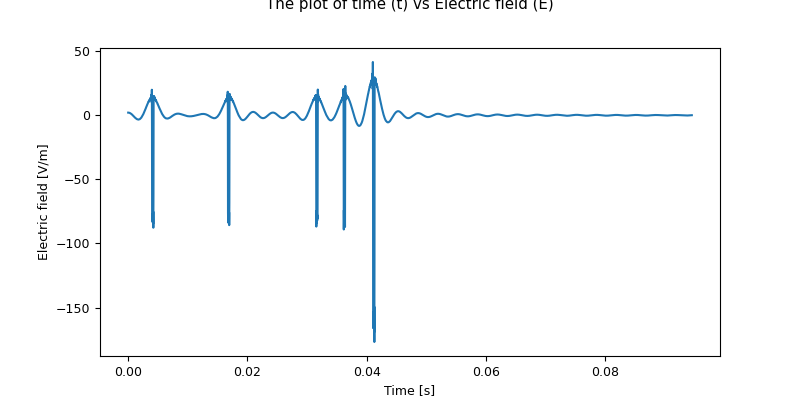 The plot of time (t) vs Electric field (E)
50
0
−50
−100
−150
Electric field [V/m]
0.00 0.02 0.04 0.06 0.08
Time [s]